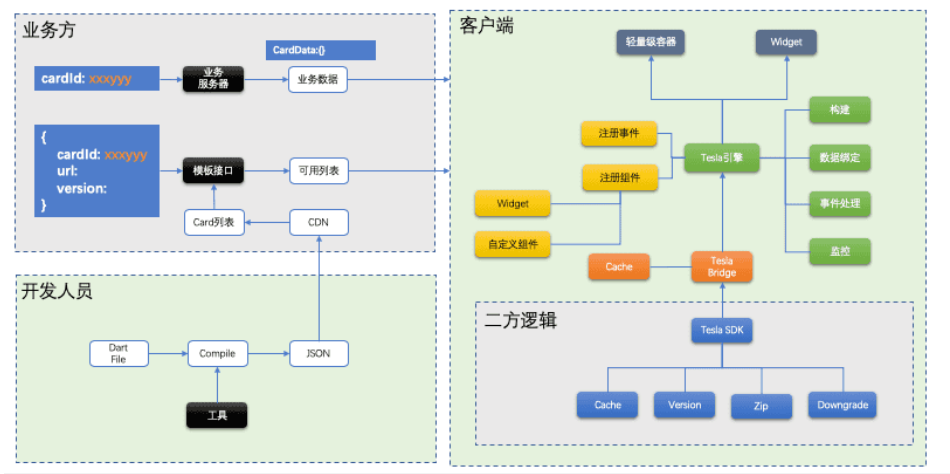 业务方
CardData:{}
cardId: xxxyyy
业务
服务器
业务数据
{
cardId: xxxyyy
url:
version:
}
模板接口
可用列表
Card列表
CDN
开发人员
Dart
File
Compile
JSON
工具
客户端
轻量级容器
Widget
构建
注册事件
Tesla引擎
数据绑定
注册组件
Widget
事件处理
自定义组件
监控
Cache
Tesla
Bridge
二方逻辑
Tesla SDK
Cache
Version
Zip
Downgrade